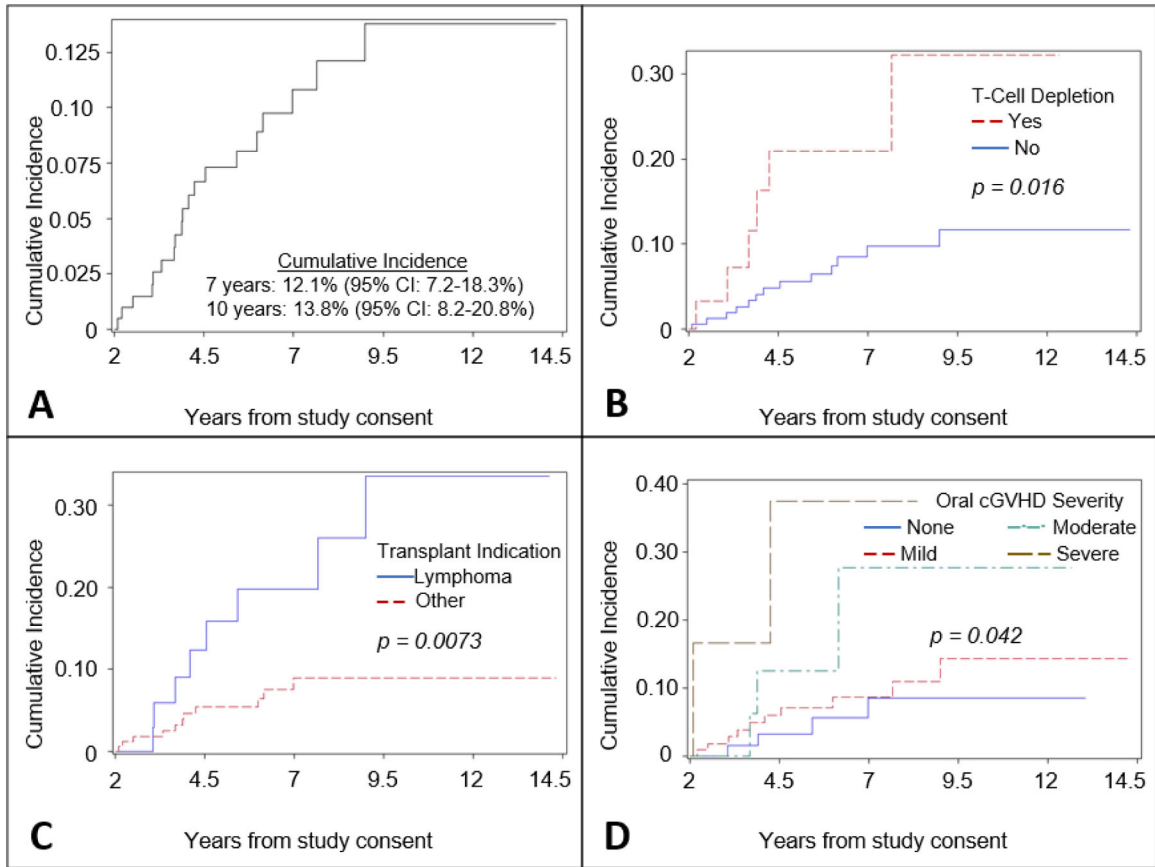 0.125
0.10
0.075
0.05
0.025
0
Cumulative Incidence
Cumulative Incidence
7 years: 12.1% (95% CI: 7.2-18.3%)
10 years: 13.8% (95% CI: 8.2-20.8%)
2 4.5 7 9.5 14.5
A
Years from study consent
0.30
0.20
0.10
0
Cumulative Incidence
T-Cell Depletion
Yes
No
p = 0.016
2 4.5 7 12 14.5
B
Years from study consent
0.30
0.20
0.10
0
Cumulative Incidence
Transplant Indication
Lymphoma
Other
p = 0.0073
2 4.5 7 9.5 14.5
C
Years from study consent
0.40
0.30
0.20
0.10
0
Cumulative Incidence
Oral cGVHD Severity
None Moderate
Mild Severe
p = 0.042
2 4.5 7 9.5 12 14.5
D
Years from study consent